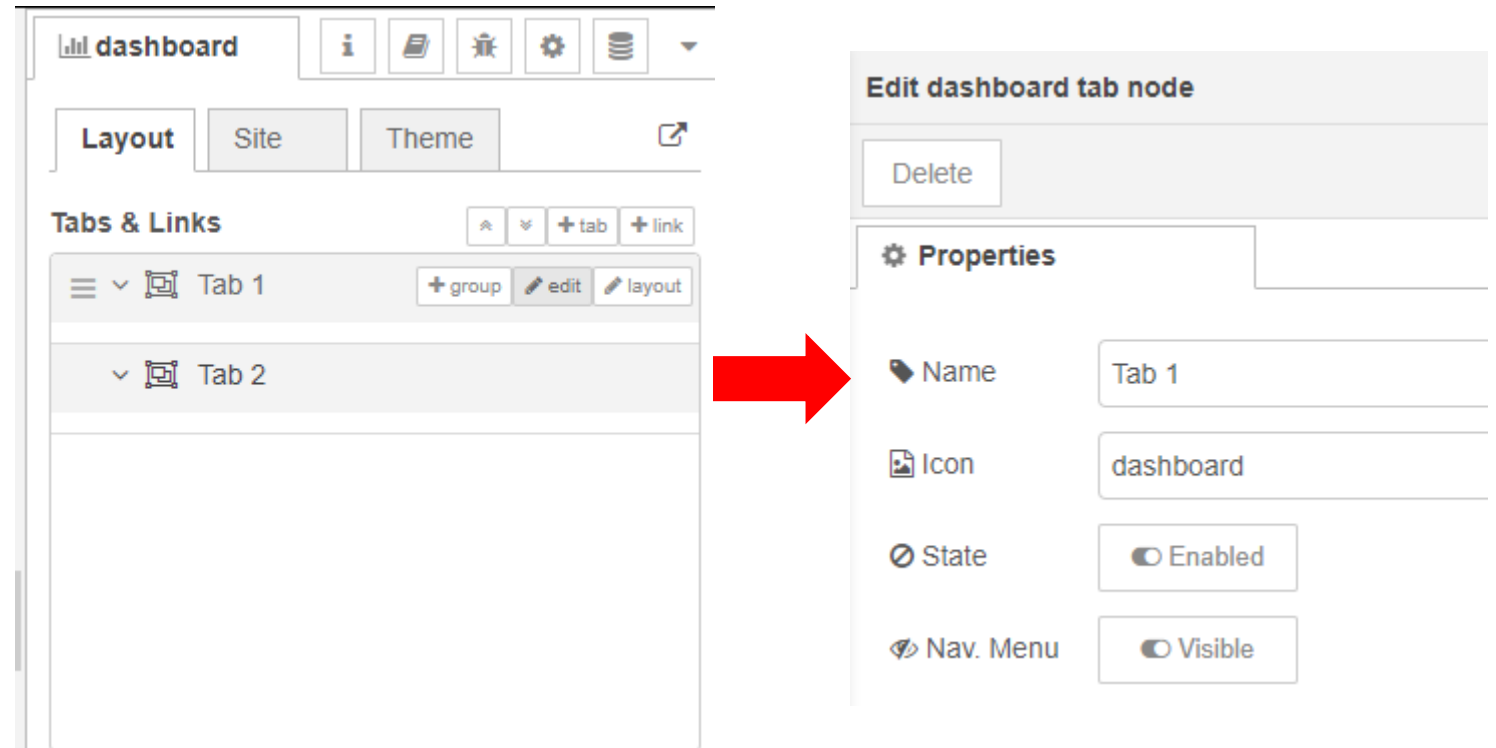 dashboard
Layout Site Theme
Tabs & Links tab link
Tab 1 group edit layout
Tab 2
Edit dashboard tab node
Delete
Properties
Name Tab 1
Icon dashboard
State Enabled
Nav. Menu Visible